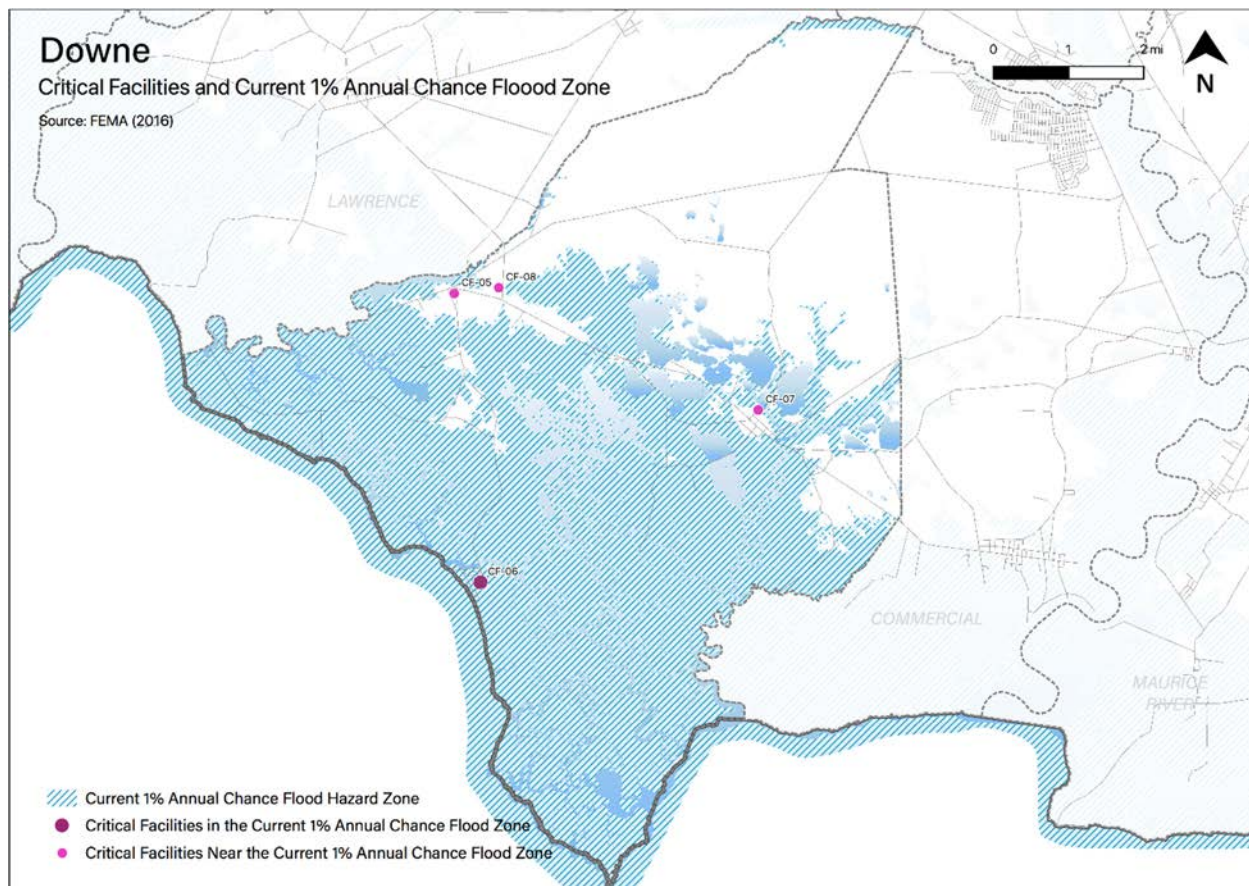 Downe
Critical Facilities and Current 1% Annual Chance Floood Zone
Source: FEMA (2016)
0 1 2 mi
N
LAWRENCE
CF-05
CF-08
CF-07
CF-06
COMMERCIAL
MAURICE
RIVER
Current 1% Annual Chance Flood Hazard Zone
Critical Facilities in the Current 1% Annual Chance Flood Zone
Critical Facilities Near the Current 1% Annual Chance Flood Zone